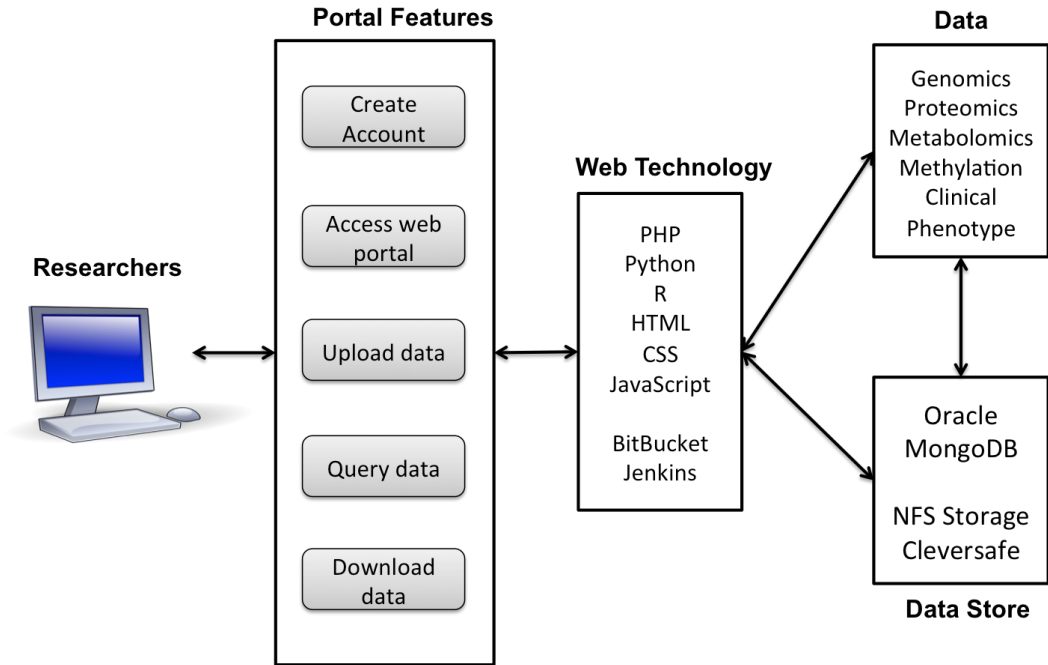 Portal Features
Create
Account
Access web
portal
Upload data
Query data
Download
data
Researchers
Web Technology
PHP
Python
R
HTML
CSS
JavaScript
BitBucket
Jenkins
Data
Genomics
Proteomics
Metabolomics
Methylation
Clinical
Phenotype
Oracle
MongoDB
NFS Storage
Cleversafe
Data Store